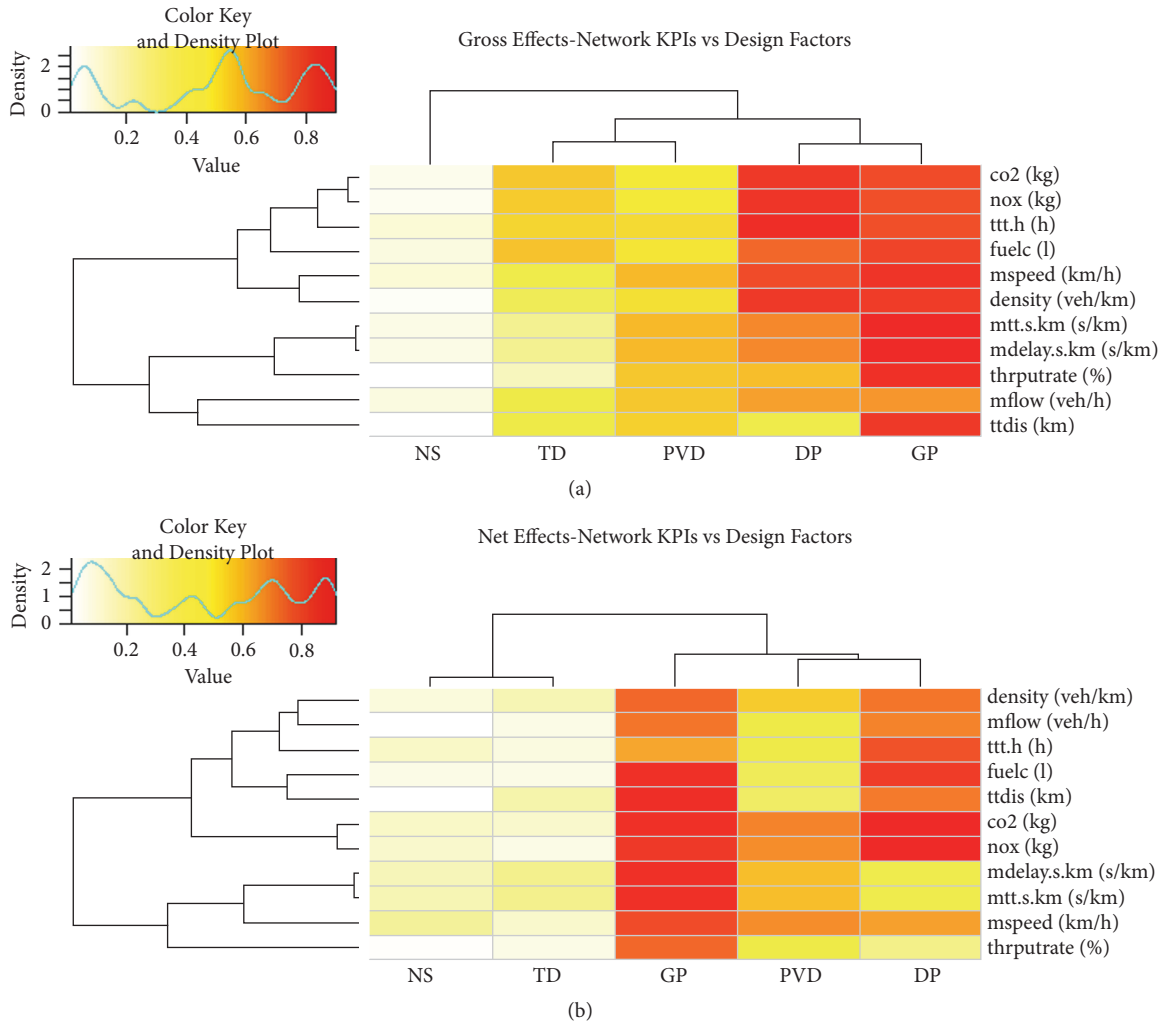 Color Key
and Density Plot
Density
2
1
0
0.2 0.4 0.6 0.8
Value
Gross Effects-Network KPIs vs Design Factors
co2 (kg)
nox (kg)
ttt.h (h)
fuelc (l)
mspeed (km/h)
density (veh/km)
mtt.s.km (s/km)
mdelay.s.km (s/km)
thrputrate (%)
mflow (veh/h)
ttdis (km)
NS TD PVD DP GP
(a)
Color Key
and Density Plot
Density
2
1
0
0.2 0.4 0.6 0.8
Value
Net Effects-Network KPIs vs Design Factors
density (veh/km)
mflow (veh/h)
ttt.h (h)
fuelc (l)
ttdis (km)
co2 (kg)
nox (kg)
mdelay.s.km (s/km)
mtt.s.km (s/km)
mspeed (km/h)
thrputrate (%)
NS TD GP PVD DP
(b)